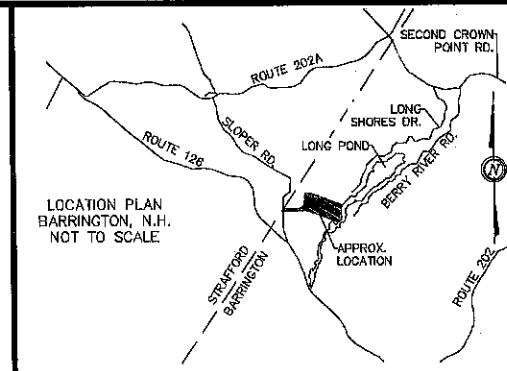 SECOND CROWN
POINT RD.
ROUTE 202A
LONG
SHORES DR.
SLOPER RD.
LONG POND
ROUTE 126
BERRY RIVER RD.
N
LOCATION PLAN
BARRINGTON, N.H.
NOT TO SCALE
APPROX.
LOCATION
STRAFFORD
BARRINGTON
ROUTE 202